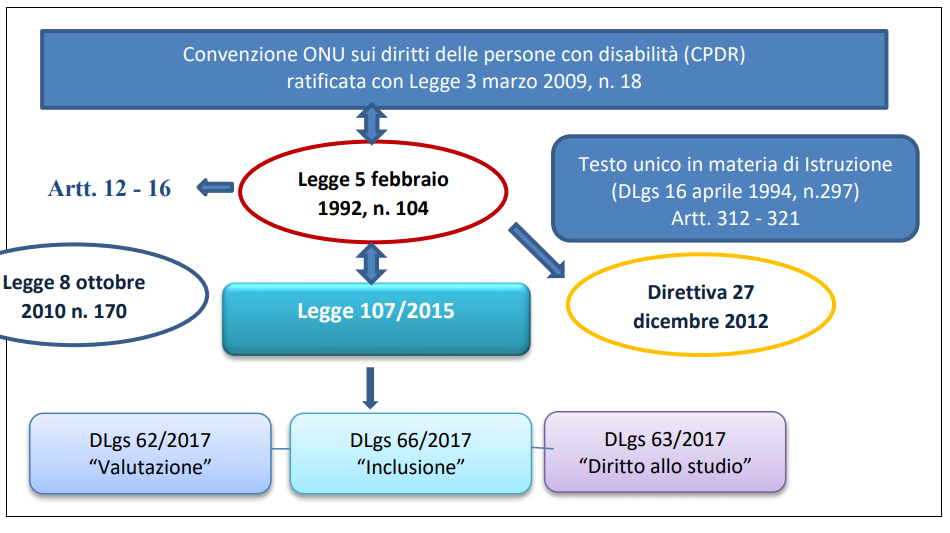 Convenzione ONU sui diritti delle persone con disabilità (CPDR)
ratificata con Legge 3 marzo 2009, n. 18
Artt. 12 - 16
Legge 5 febbraio
1992, n. 104
Testo unico in materia di Istruzione
(DLgs 16 aprile 1994, n.297)
Artt. 312 - 321
Legge 8 ottobre
2010 n. 170
Legge 107/2015
Direttiva 27
dicembre 2012
DLgs 62/2017
“Valutazione”
DLgs 66/2017
“Inclusione”
DLgs 63/2017
“Diritto allo studio”